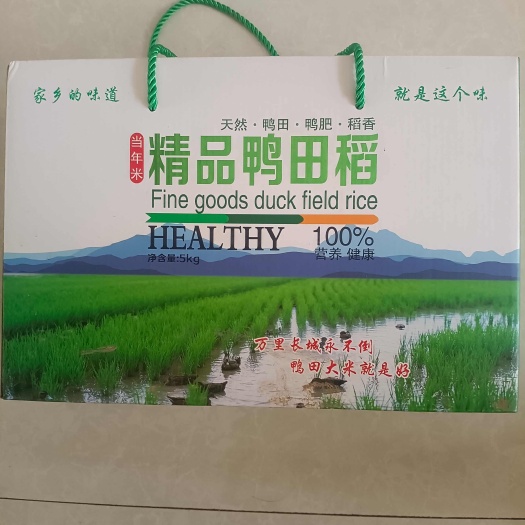 家乡的味道
就是这个味
天然·鸭田·鸭肥·稻香
当年米
精品鸭田稻
Fine goods duck field rice
HEALTHY
100%
净含量:5kg
营养 健康
万里长城永不倒
鸭田大米就是好